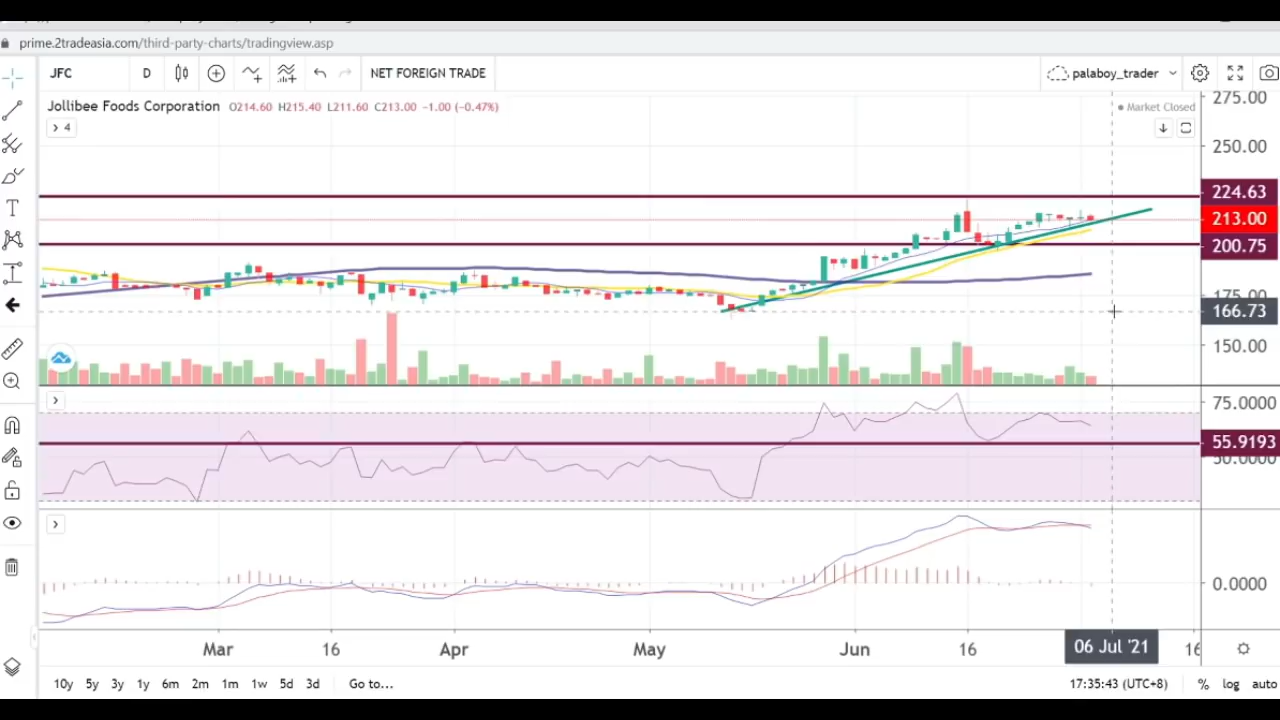 prime.2tradeasia.com/third-party-charts/tradingview.asp
JFC D NET FOREIGN TRADE palaboy_trader
Jollibee Foods Corporation O214.60 H215.40 L211.60 C213.00 −1.00 (−0.47%)
Market Closed
4
275.00
250.00
224.63
213.00
200.75
175.00
166.73
150.00
75.0000
55.9193
50.0000
0.0000
Mar 16 Apr May Jun 16 06 Jul '21 16
10y 5y 3y 1y 6m 2m 1m 1w 5d 3d Go to... 17:35:43 (UTC+8) % log auto